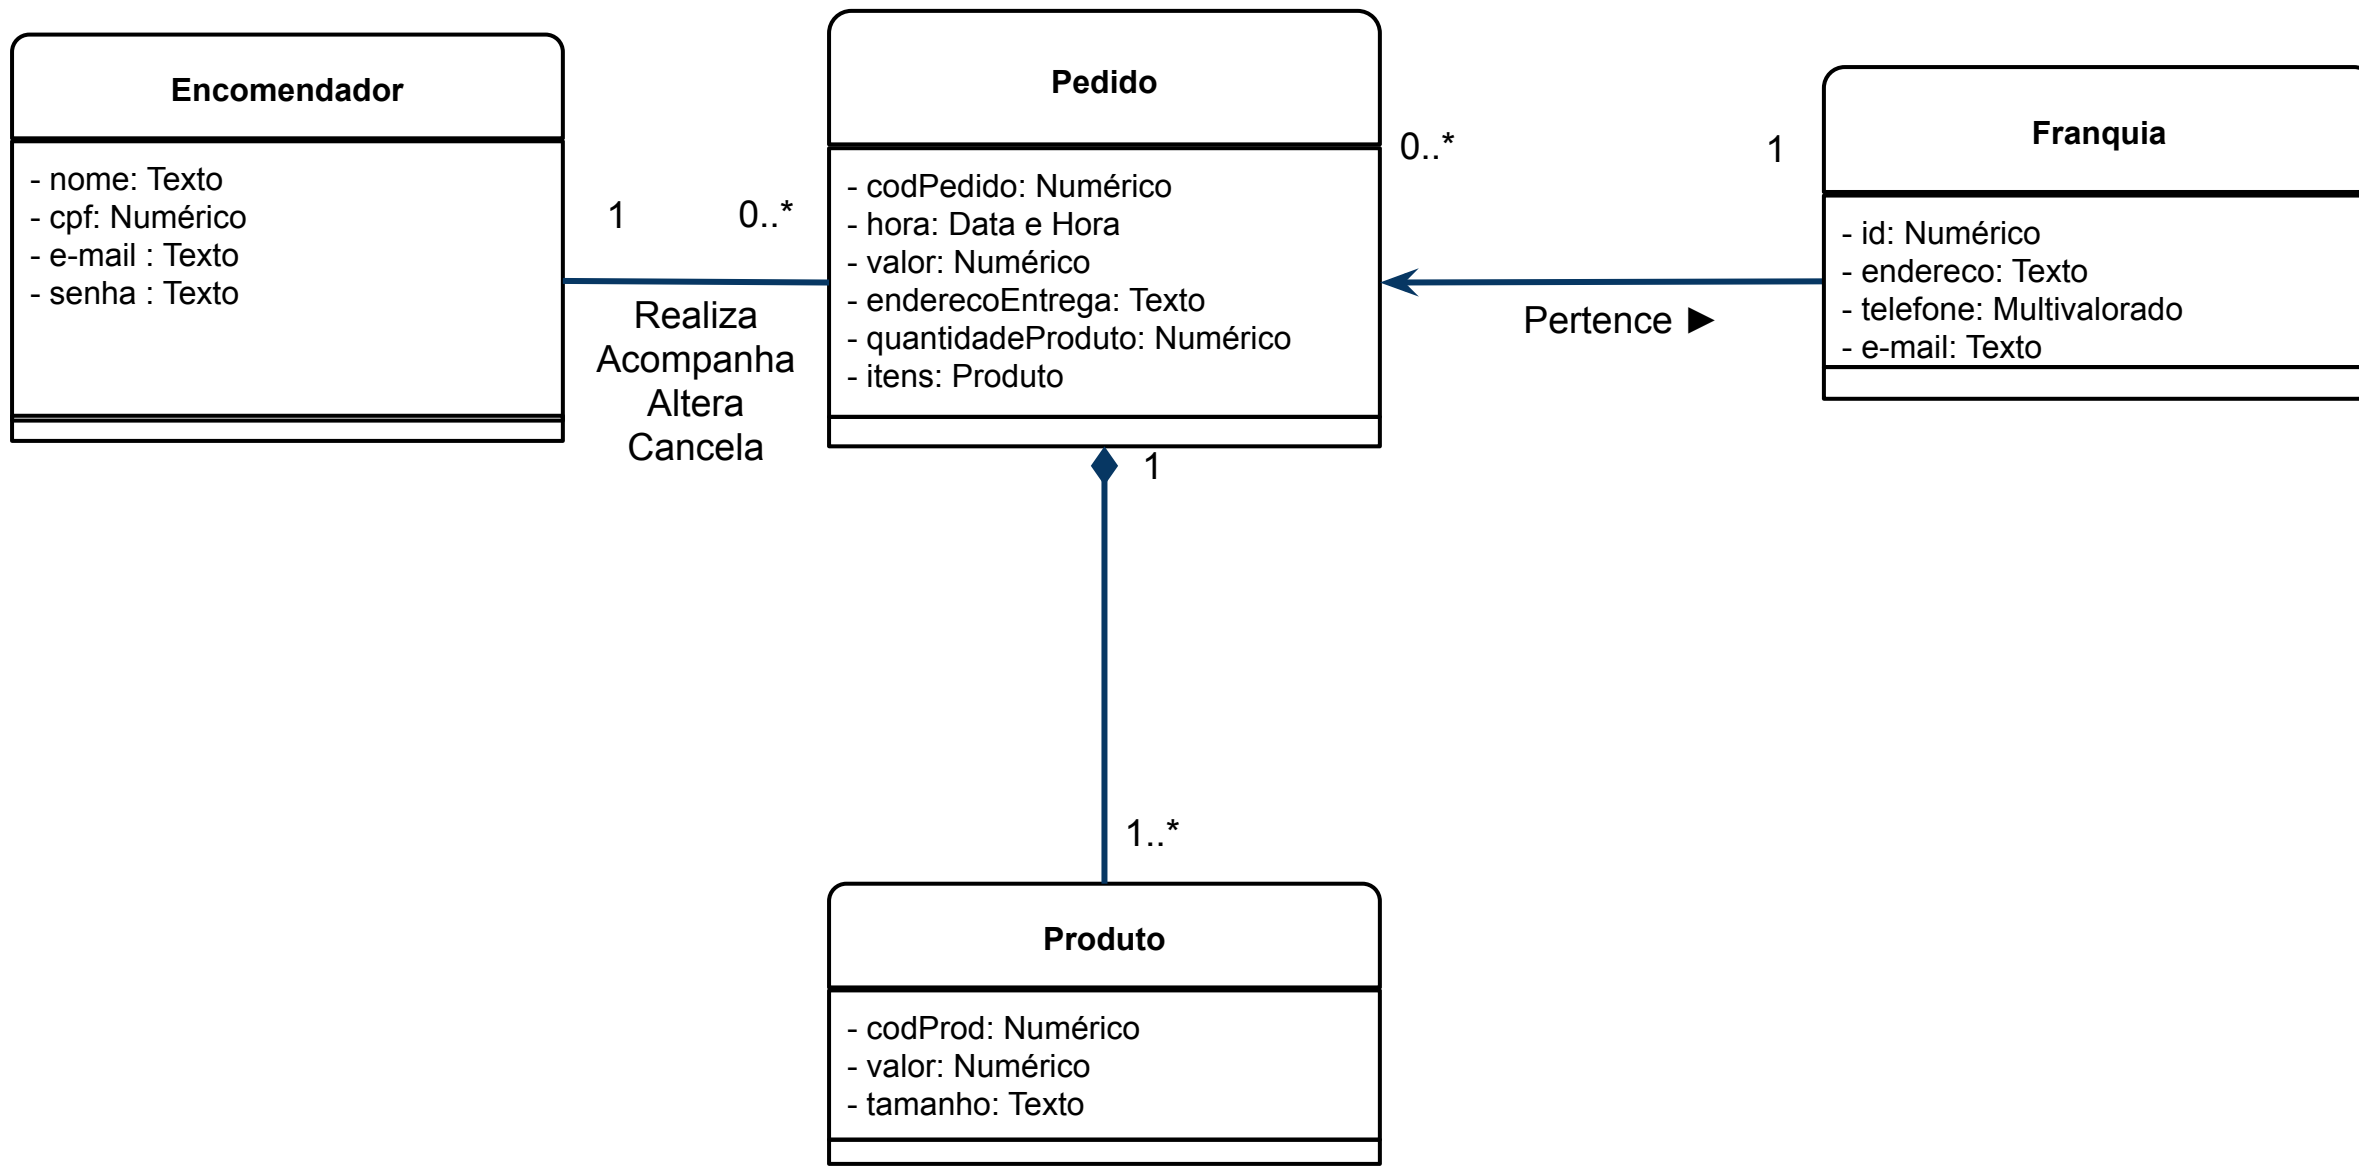 Encomendador
- nome: Texto
- cpf: Numérico
- e-mail : Texto
- senha : Texto
1
0..*
Realiza
Acompanha
Altera
Cancela
Pedido
- codPedido: Numérico
- hora: Data e Hora
- valor: Numérico
- enderecoEntrega: Texto
- quantidadeProduto: Numérico
- itens: Produto
0..*
1
Pertence ►
Franquia
- id: Numérico
- endereco: Texto
- telefone: Multivalorado
- e-mail: Texto
1
1..*
Produto
- codProd: Numérico
- valor: Numérico
- tamanho: Texto